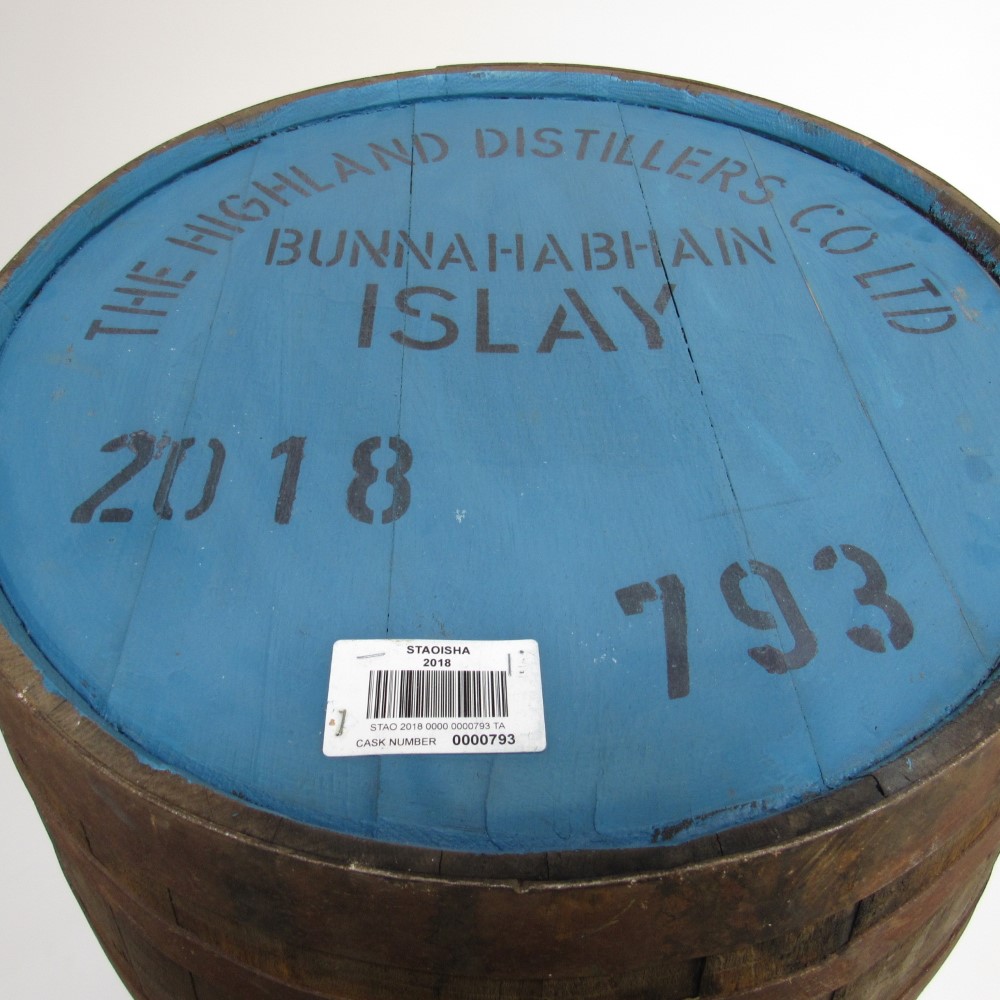 THE HIGHLAND DISTILLERS CO LTD
BUNNAHABHAIN
ISLAY
2018
793
STAOISHA
2018
STAO 2018 0000 0000793 TA
CASK NUMBER 0000793